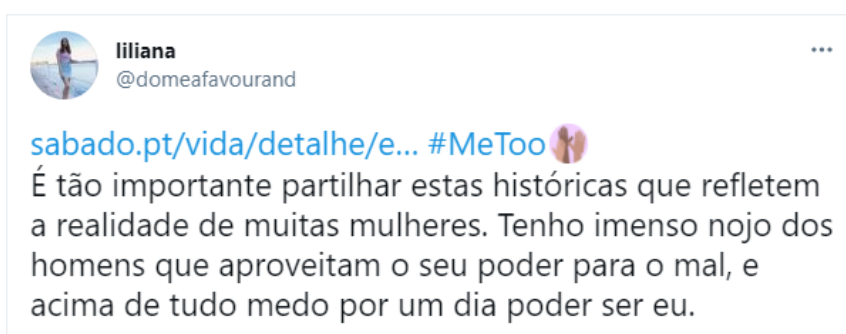 liliana
@domeafavourand
sabado.pt/vida/detalhe/e... #MeToo
É tão importante partilhar estas históricas que refletem
a realidade de muitas mulheres. Tenho imenso nojo dos
homens que aproveitam o seu poder para o mal, e
acima de tudo medo por um dia poder ser eu.